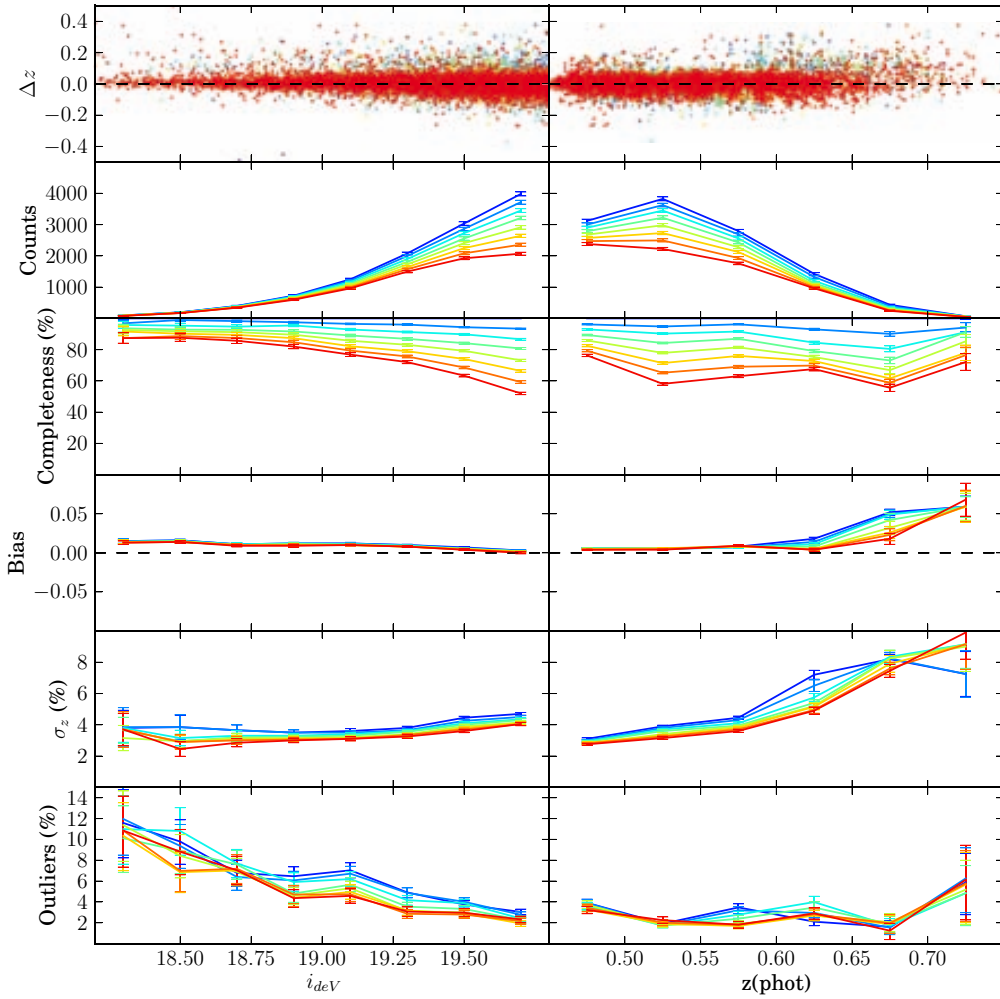 0.4
0.2
0.0
−0.2
−0.4
Δz
4000
3000
2000
1000
Counts
80
60
40
20
Completeness (%)
0.05
0.00
−0.05
Bias
8
6
4
2
σz (%)
14
12
10
8
6
4
2
Outliers (%)
18.50 18.75 19.00 19.25 19.50
0.50 0.55 0.60 0.65 0.70
ideV
z(phot)